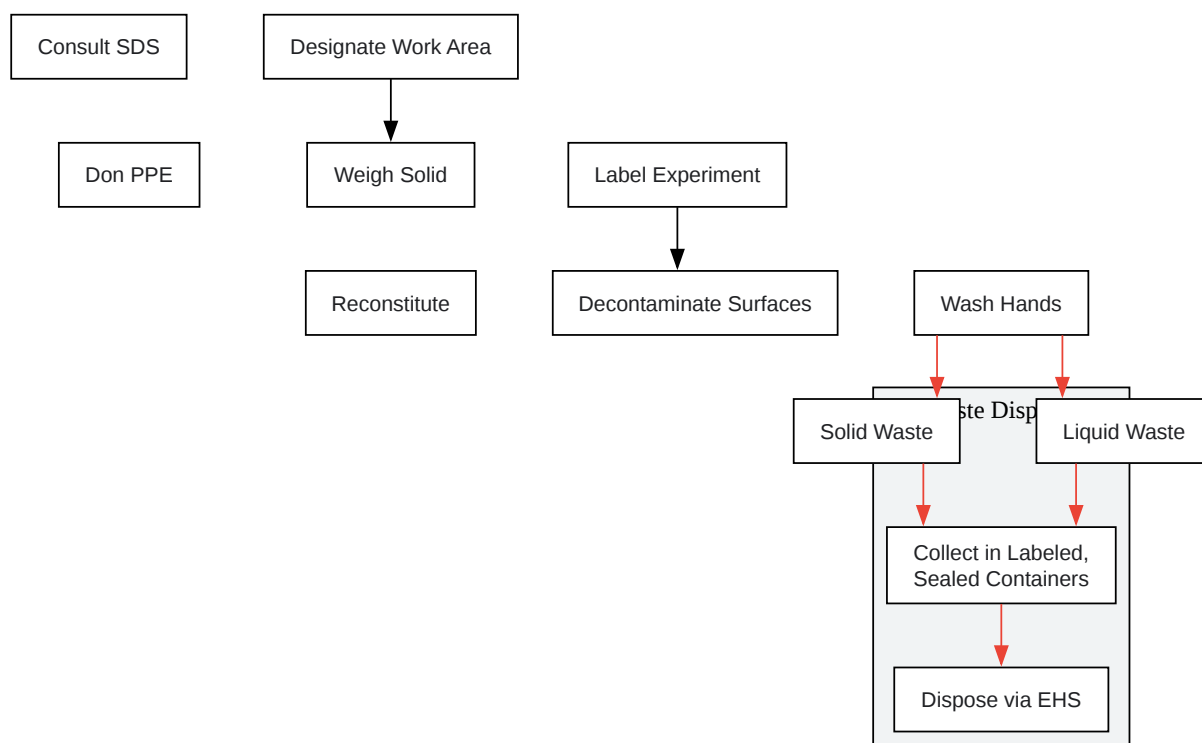 Consult SDS
Designate Work Area
Don PPE
Weigh Solid
Label Experiment
Reconstitute
Decontaminate Surfaces
Wash Hands
Solid Waste
Liquid Waste
Collect in Labeled,
Sealed Containers
Dispose via EHS